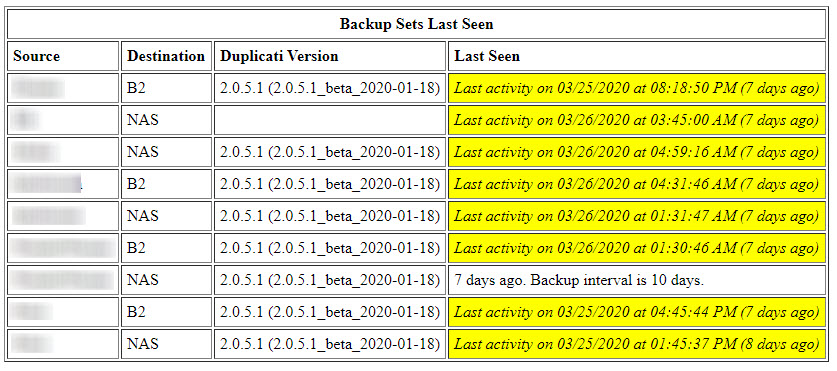 Backup Sets Last Seen
Source Destination Duplicati Version Last Seen
B2 2.0.5.1 (2.0.5.1_beta_2020-01-18) Last activity on 03/25/2020 at 08:18:50 PM (7 days ago)
NAS Last activity on 03/26/2020 at 03:45:00 AM (7 days ago)
NAS 2.0.5.1 (2.0.5.1_beta_2020-01-18) Last activity on 03/26/2020 at 04:59:16 AM (7 days ago)
B2 2.0.5.1 (2.0.5.1_beta_2020-01-18) Last activity on 03/26/2020 at 04:31:46 AM (7 days ago)
NAS 2.0.5.1 (2.0.5.1_beta_2020-01-18) Last activity on 03/26/2020 at 01:31:47 AM (7 days ago)
B2 2.0.5.1 (2.0.5.1_beta_2020-01-18) Last activity on 03/26/2020 at 01:30:46 AM (7 days ago)
NAS 2.0.5.1 (2.0.5.1_beta_2020-01-18) 7 days ago. Backup interval is 10 days.
B2 2.0.5.1 (2.0.5.1_beta_2020-01-18) Last activity on 03/25/2020 at 04:45:44 PM (7 days ago)
NAS 2.0.5.1 (2.0.5.1_beta_2020-01-18) Last activity on 03/25/2020 at 01:45:37 PM (8 days ago)